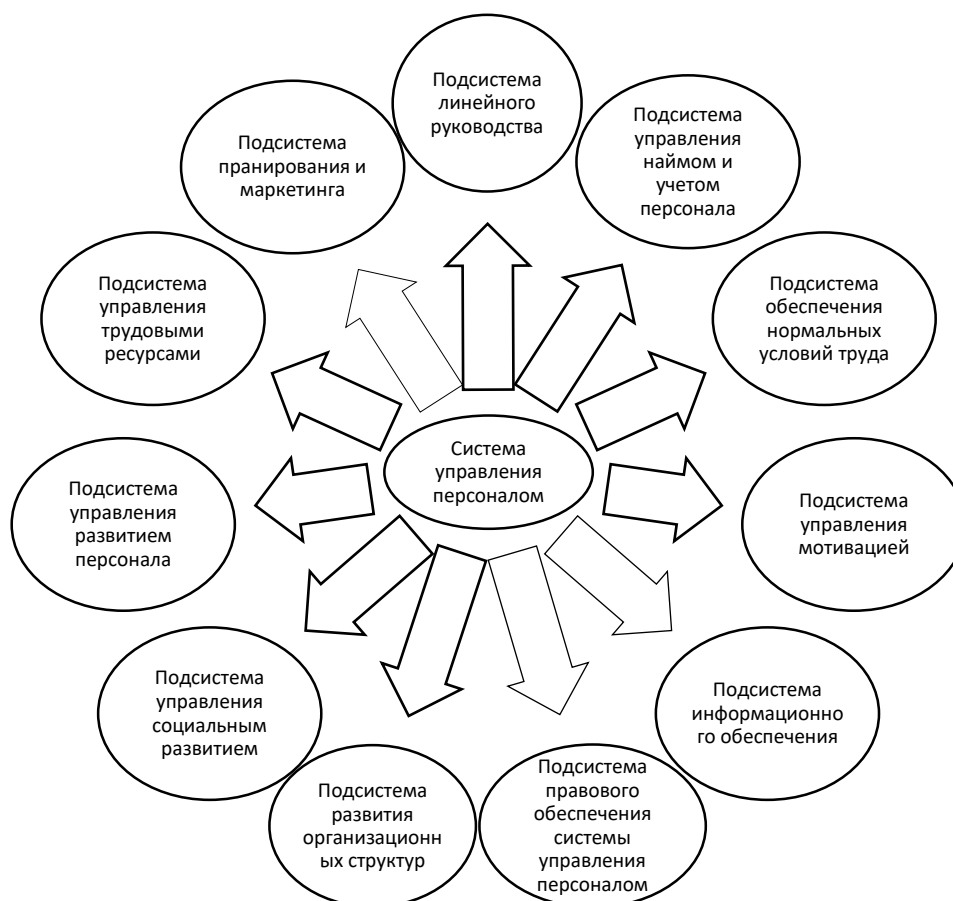 Подсистема
линейного
руководства
Подсистема
управления
наймом и
учетом
персонала
Подсистема
обеспечения
нормальных
условий труда
Подсистема
управления
мотивацией
Подсистема
информационно
го обеспечения
Подсистема
правового
обеспечения
системы
управления
персоналом
Подсистема
развития
организационн
ых структур
Подсистема
управления
социальным
развитием
Подсистема
управления
развитием
персонала
Подсистема
управления
трудовыми
ресурсами
Подсистема
пранирования и
маркетинга
Система
управления
персоналом